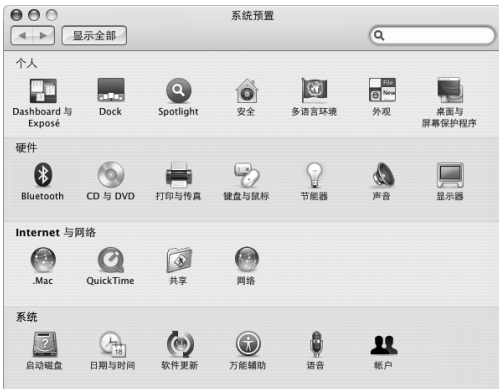 系统预置
显示全部
个人
Dashboard 与 Exposé
Dock
Spotlight
安全
多语言环境
外观
桌面与 屏幕保护程序
硬件
Bluetooth
CD 与 DVD
打印与传真
键盘与鼠标
节能器
声音
显示器
Internet 与网络
.Mac
QuickTime
共享
网络
系统
启动磁盘
日期与时间
软件更新
万能辅助
语音
帐户